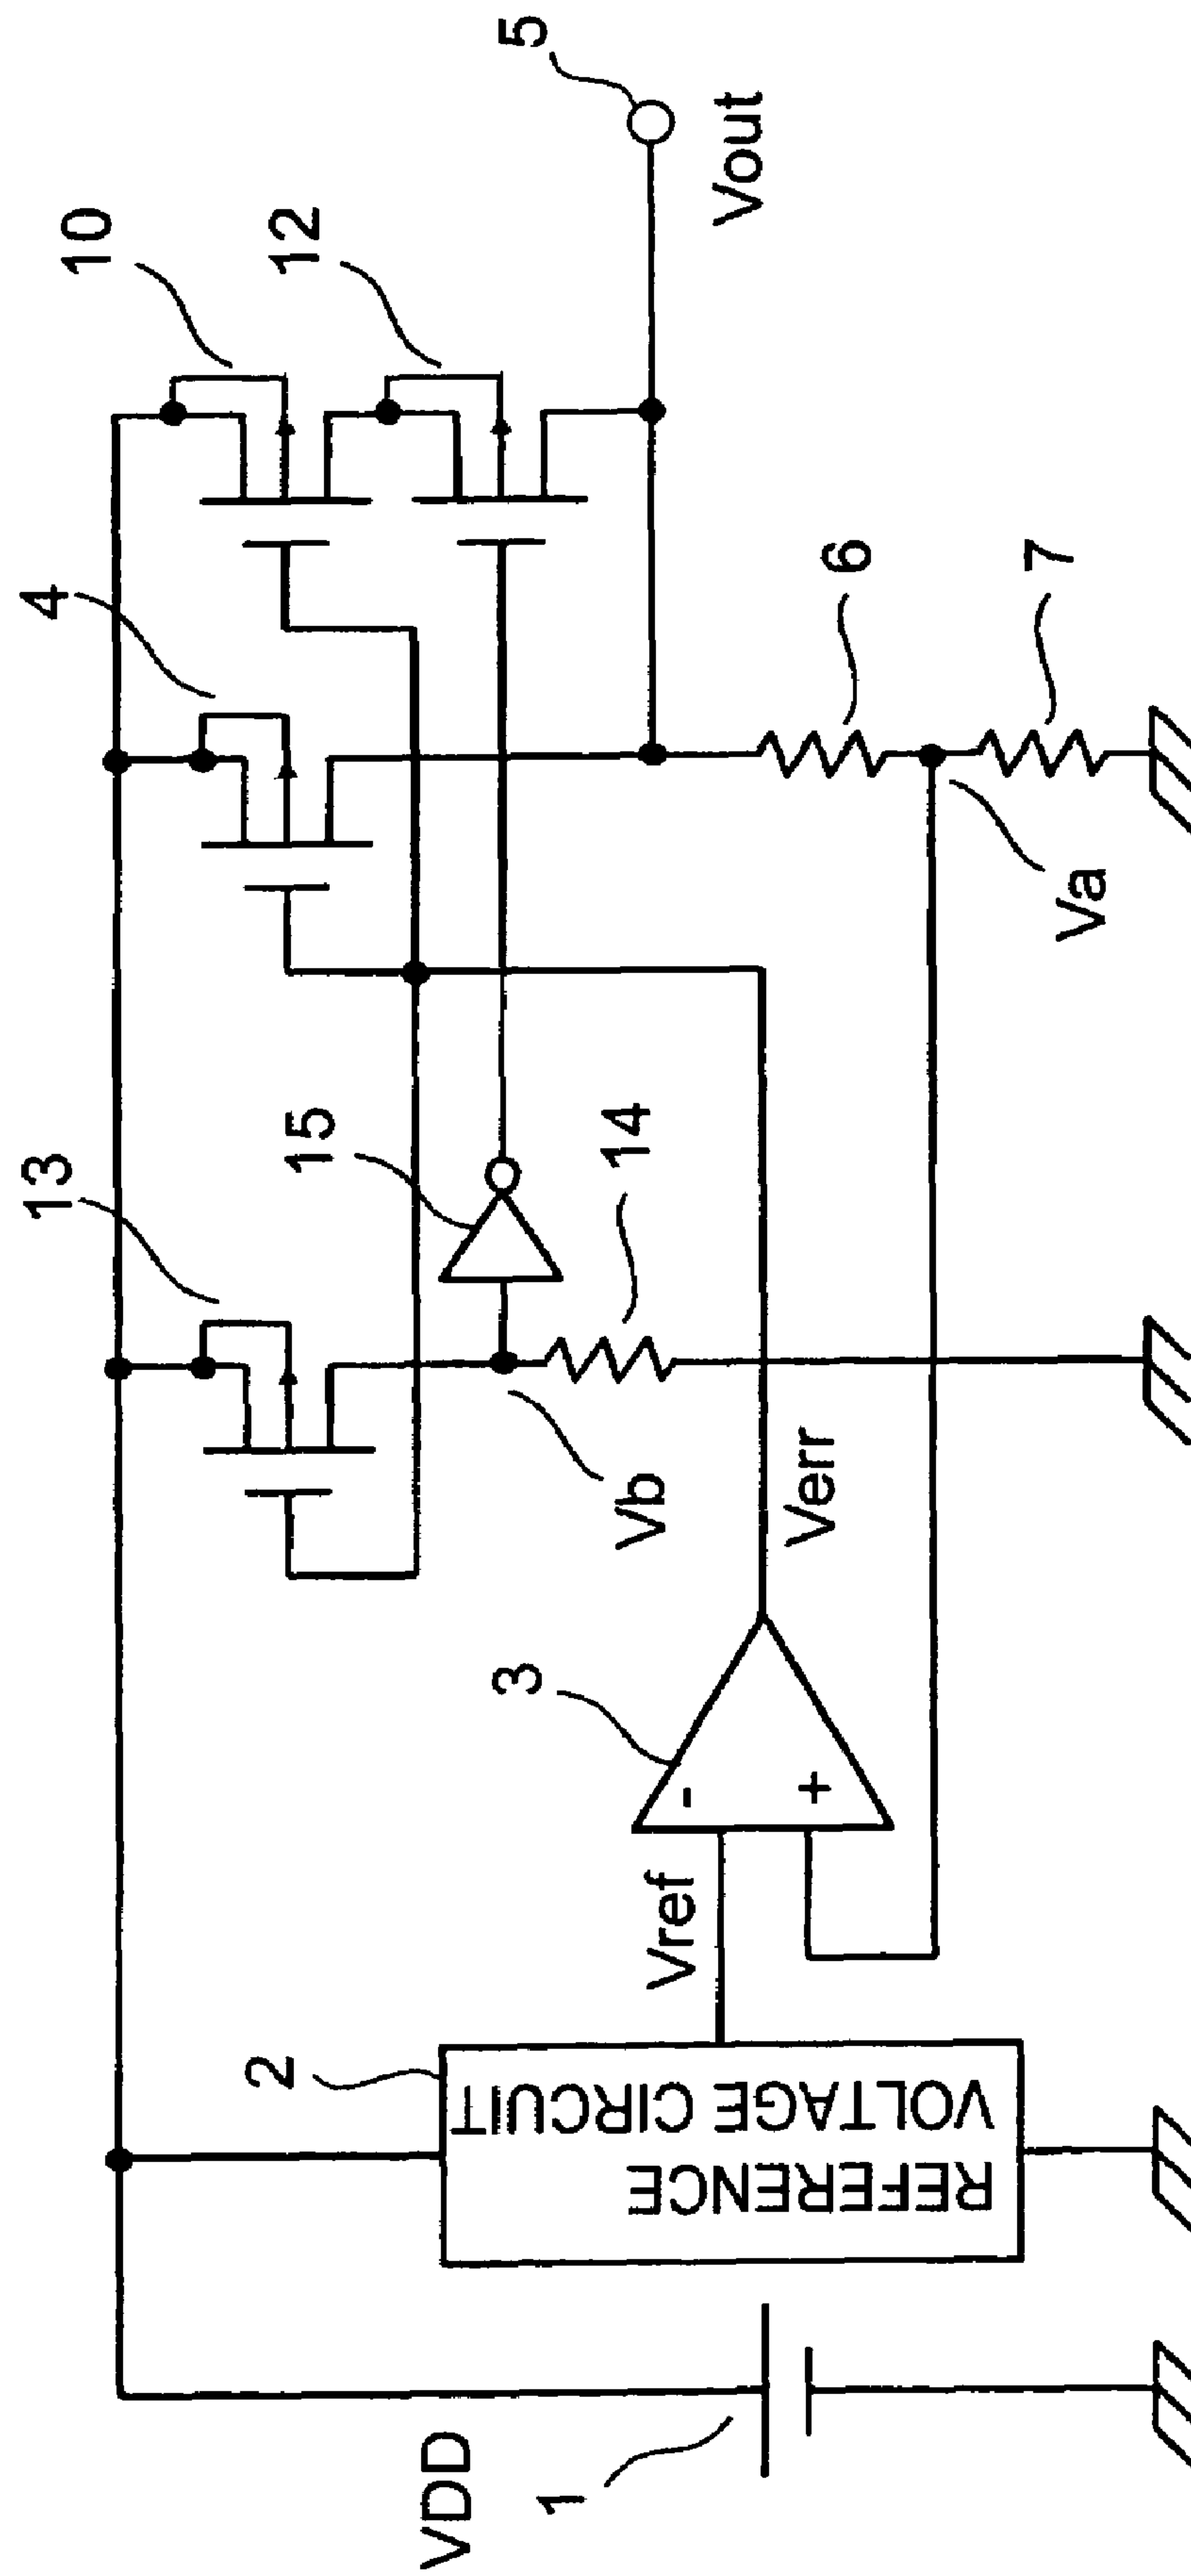 VDD
1
2
REFERENCE
VOLTAGE CIRCUIT
Vref
3
-
+
Verr
13
Vb
15
14
4
Va
6
7
10
12
5
Vout